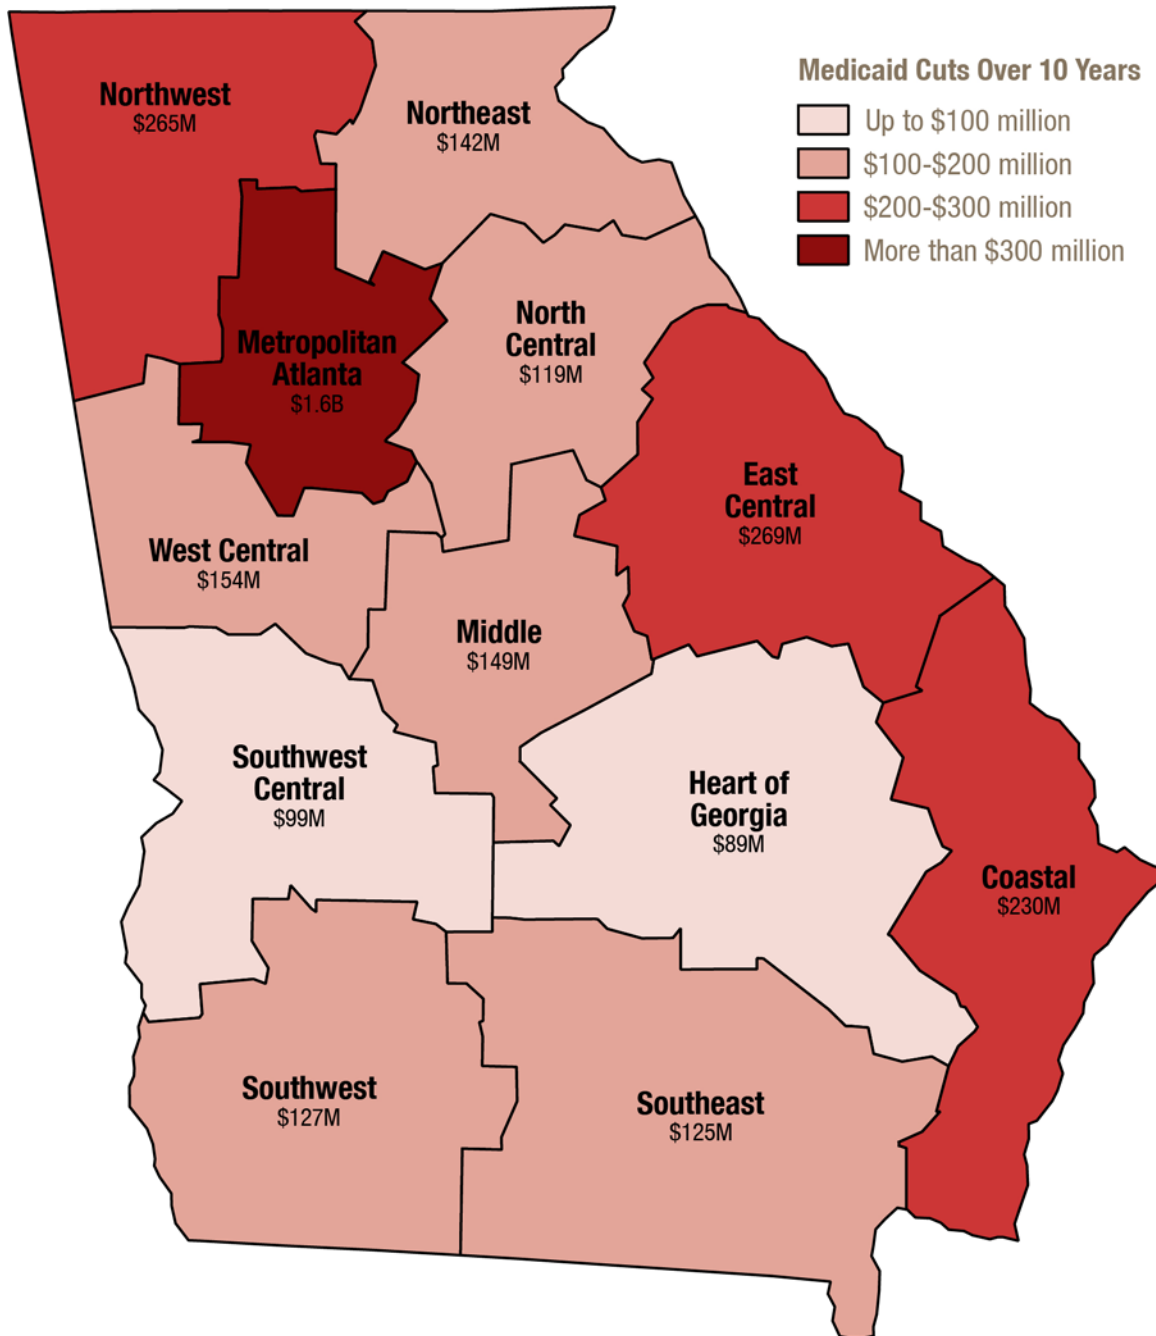 Medicaid Cuts Over 10 Years
Up to $100 million
$100-$200 million
$200-$300 million
More than $300 million
Northwest
$265M
Northeast
$142M
North
Central
$119M
Metropolitan
Atlanta
$1.6B
East
Central
$269M
West Central
$154M
Middle
$149M
Southwest
Central
$99M
Heart of
Georgia
$89M
Coastal
$230M
Southwest
$127M
Southeast
$125M